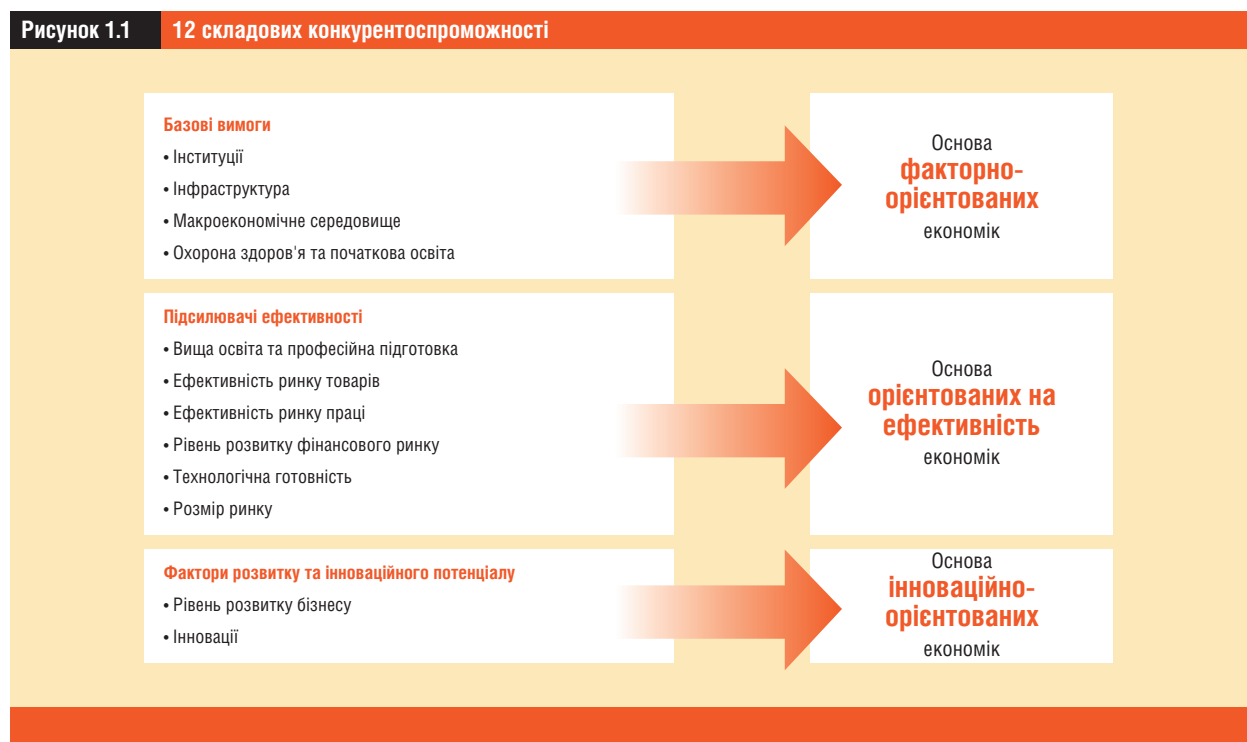 Рисунок 1.1 12 складових конкурентоспроможності
Базові вимоги
• Інституції
• Інфраструктура
• Макроекономічне середовище
• Охорона здоров'я та початкова освіта
Основа
факторно-
орієнтованих
економік
Підсилювачі ефективності
• Вища освіта та професійна підготовка
• Ефективність ринку товарів
• Ефективність ринку праці
• Рівень розвитку фінансового ринку
• Технологічна готовність
• Розмір ринку
Основа
орієнтованих на
ефективність
економік
Фактори розвитку та інноваційного потенціалу
• Рівень розвитку бізнесу
• Інновації
Основа
інноваційно-
орієнтованих
економік